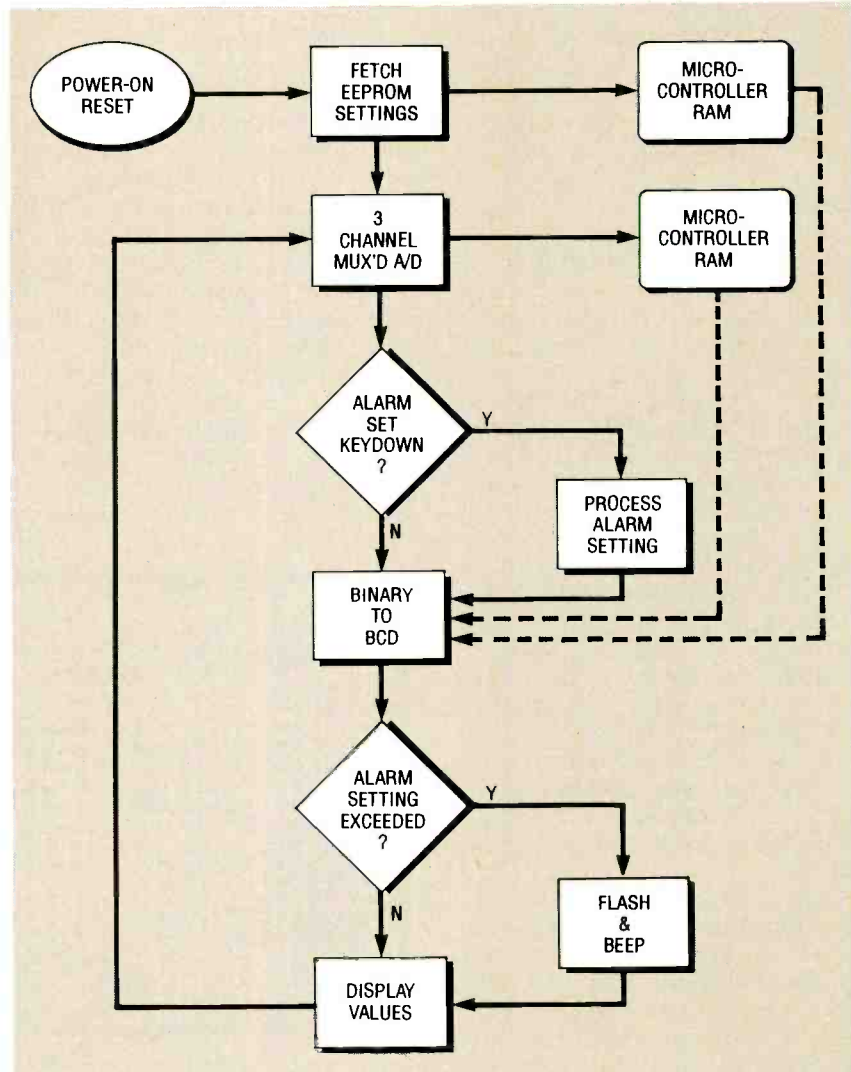 POWER-ON
RESET
FETCH
EEPROM
SETTINGS
MICRO-
CONTROLLER
RAM
3
CHANNEL
MUX'D A/D
MICRO-
CONTROLLER
RAM
ALARM
SET
KEYDOWN
?
Y
N
PROCESS
ALARM
SETTING
BINARY
TO
BCD
ALARM
SETTING
EXCEEDED
?
Y
N
FLASH
&
BEEP
DISPLAY
VALUES